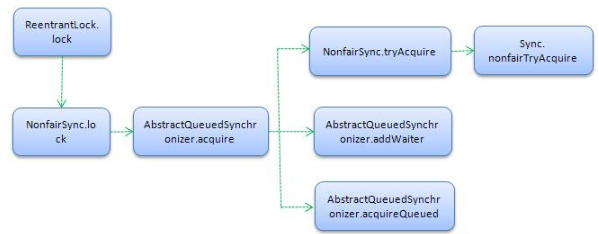 ReentrantLock.
lock
NonfairSync.tryAcquire
Sync.
nonfairTryAcquire
NonfairSync.lo
ck
AbstractQueuedSynchr
onizer.acquire
AbstractQueuedSynchr
onizer.addWaiter
AbstractQueuedSynchr
onizer.acquireQueued